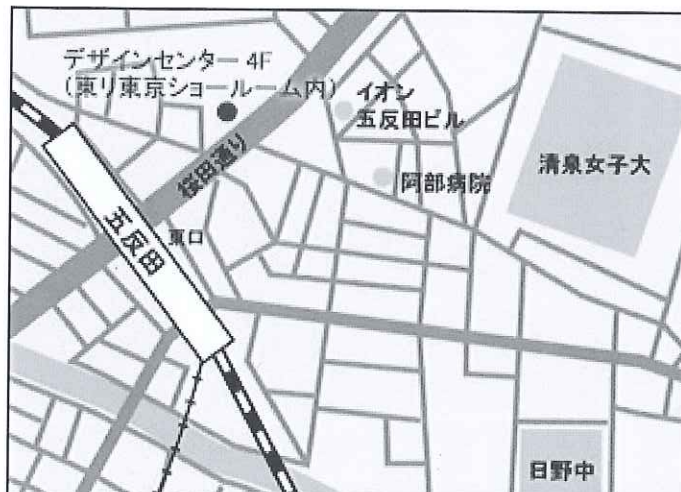 デザインセンター 4F
（東リ東京ショールーム内）
イオン
五反田ビル
清泉女子大
阿部病院
桜田通り
東口
五反田
日野中